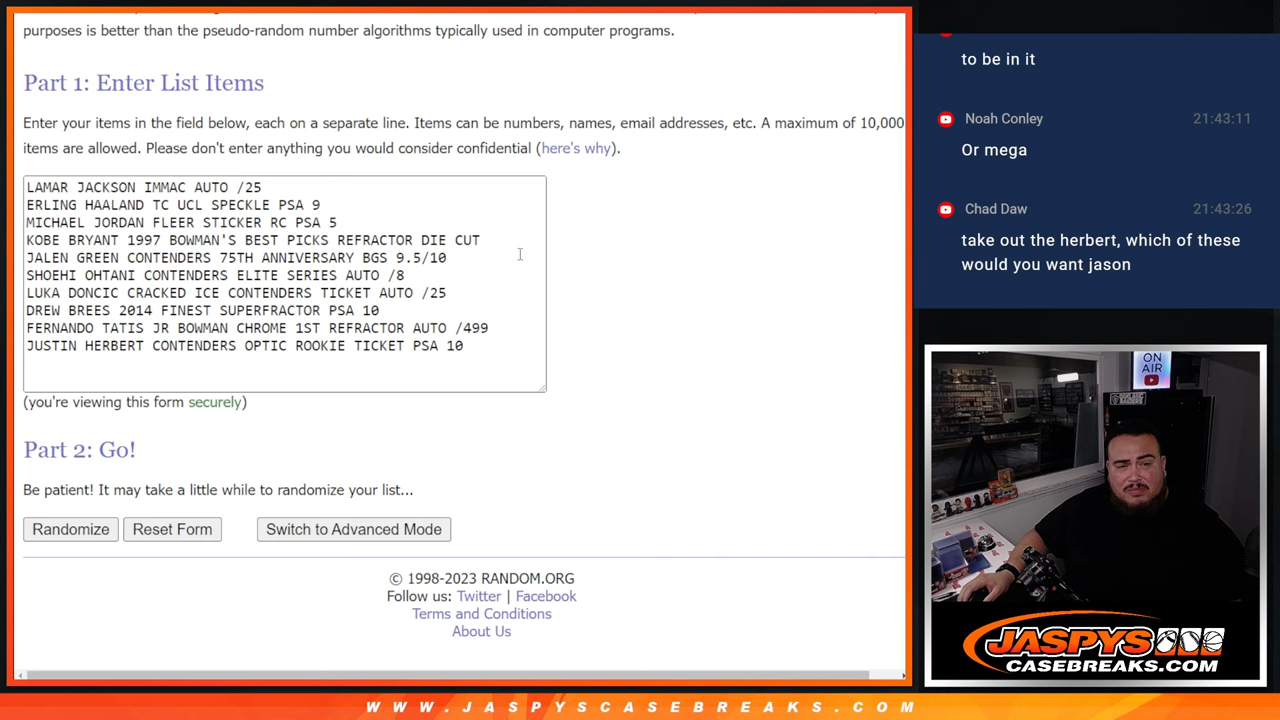 purposes is better than the pseudo-random number algorithms typically used in computer programs.
Part 1: Enter List Items
Enter your items in the field below, each on a separate line. Items can be numbers, names, email addresses, etc. A maximum of 10,000
items are allowed. Please don't enter anything you would consider confidential (here's why).
LAMAR JACKSON IMMAC AUTO /25
ERLING HAALAND TC UCL SPECKLE PSA 9
MICHAEL JORDAN FLEER STICKER RC PSA 5
KOBE BRYANT 1997 BOWMAN'S BEST PICKS REFRACTOR DIE CUT
JALEN GREEN CONTENDERS 75TH ANNIVERSARY BGS 9.5/10
SHOEHI OHTANI CONTENDERS ELITE SERIES AUTO /8
LUKA DONCIC CRACKED ICE CONTENDERS TICKET AUTO /25
DREW BREES 2014 FINEST SUPERFRACTOR PSA 10
FERNANDO TATIS JR BOWMAN CHROME 1ST REFRACTOR AUTO /499
JUSTIN HERBERT CONTENDERS OPTIC ROOKIE TICKET PSA 10
(you're viewing this form securely)
Part 2: Go!
Be patient! It may take a little while to randomize your list...
Randomize Reset Form Switch to Advanced Mode
© 1998-2023 RANDOM.ORG
Follow us: Twitter | Facebook
Terms and Conditions
About Us
to be in it
Noah Conley 21:43:11
Or mega
Chad Daw 21:43:26
take out the herbert, which of these
would you want jason
ON
AIR
JASPYS
CASEBREAKS.COM
WWW.JASPYSCASEBREAKS.COM